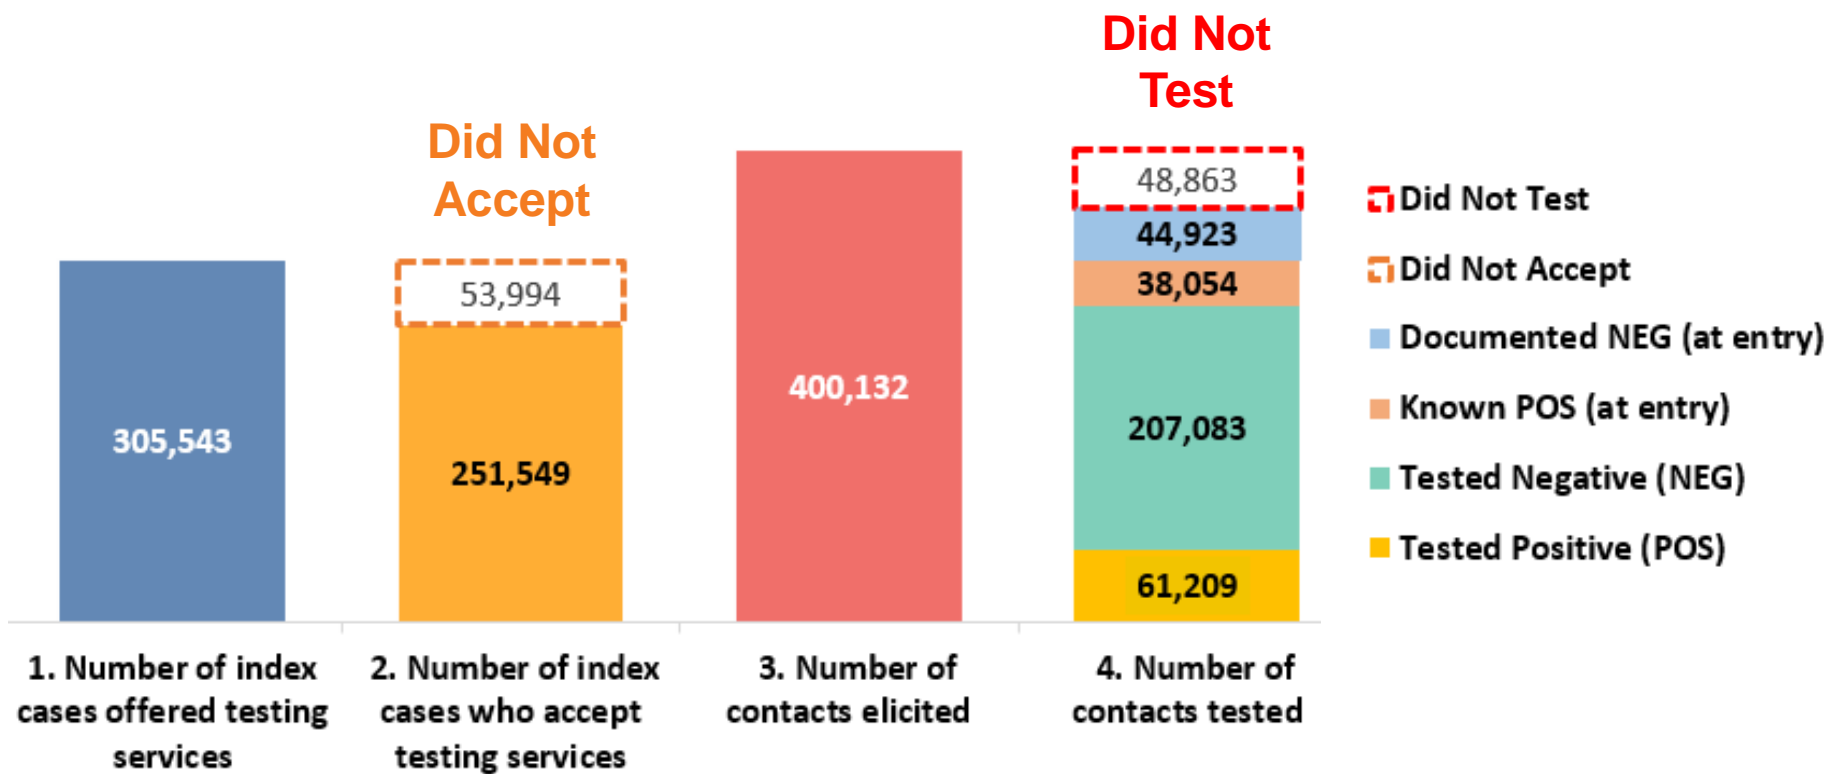 Did Not
Test
Did Not
Accept
48,863
44,923
38,054
207,083
61,209
53,994
251,549
305,543
400,132
Did Not Test
Did Not Accept
Documented NEG (at entry)
Known POS (at entry)
Tested Negative (NEG)
Tested Positive (POS)
1. Number of index
cases offered testing
services
2. Number of index
cases who accept
testing services
3. Number of
contacts elicited
4. Number of
contacts tested